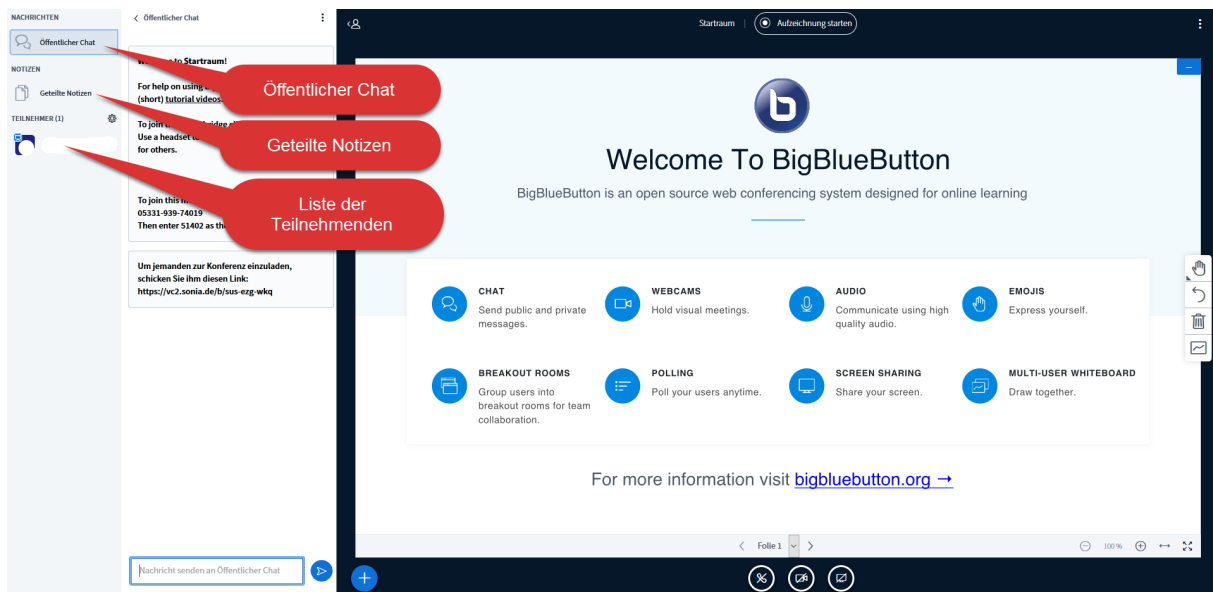 NACHRICHTEN
Öffentlicher Chat
NOTIZEN
Geteilte Notizen
TEILNEHMER (1)
Öffentlicher Chat
to Startraum!
For help on using
(short) tutorial videos.
To join
Use a headset
for others.
To join this
05331-939-74019
Then enter 51402 as
Um jemanden zur Konferenz einzuladen,
schicken Sie ihm diesen Link:
https://vc2.sonia.de/b/sus-ezg-wkq
Nachricht senden an Öffentlicher Chat
Öffentlicher Chat
Geteilte Notizen
Liste der
Teilnehmenden
Startraum | Aufzeichnung starten
b
Welcome To BigBlueButton
BigBlueButton is an open source web conferencing system designed for online learning
CHAT
Send public and private
messages.
WEBCAMS
Hold visual meetings.
AUDIO
Communicate using high
quality audio.
EMOJIS
Express yourself.
BREAKOUT ROOMS
Group users into
breakout rooms for team
collaboration.
POLLING
Poll your users anytime.
SCREEN SHARING
Share your screen.
MULTI-USER WHITEBOARD
Draw together.
For more information visit bigbluebutton.org →
Folie 1
100 %